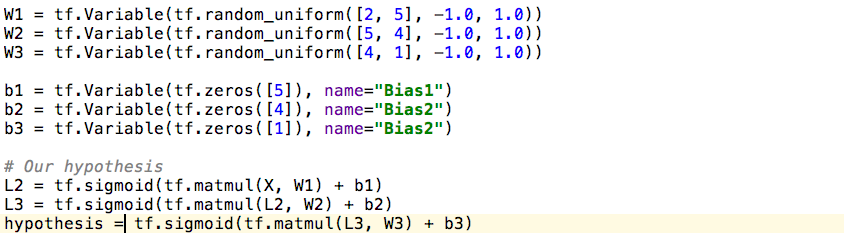 W1 = tf.Variable(tf.random_uniform([2, 5], -1.0, 1.0))
W2 = tf.Variable(tf.random_uniform([5, 4], -1.0, 1.0))
W3 = tf.Variable(tf.random_uniform([4, 1], -1.0, 1.0))
b1 = tf.Variable(tf.zeros([5]), name="Bias1")
b2 = tf.Variable(tf.zeros([4]), name="Bias2")
b3 = tf.Variable(tf.zeros([1]), name="Bias2")
# Our hypothesis
L2 = tf.sigmoid(tf.matmul(X, W1) + b1)
L3 = tf.sigmoid(tf.matmul(L2, W2) + b2)
hypothesis = tf.sigmoid(tf.matmul(L3, W3) + b3)